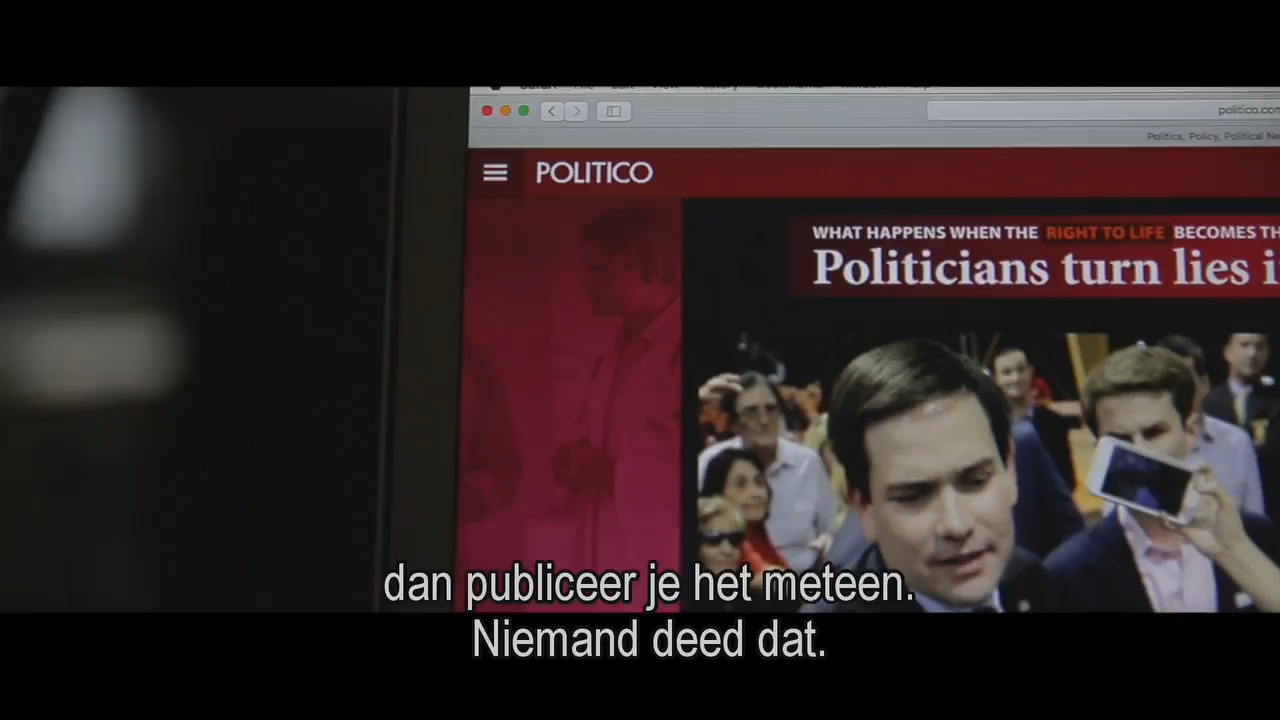 politico.com
Politics, Policy, Political Ne
POLITICO
WHAT HAPPENS WHEN THE RIGHT TO LIFE BECOMES TH
Politicians turn lies i
dan publiceer je het meteen.
Niemand deed dat.